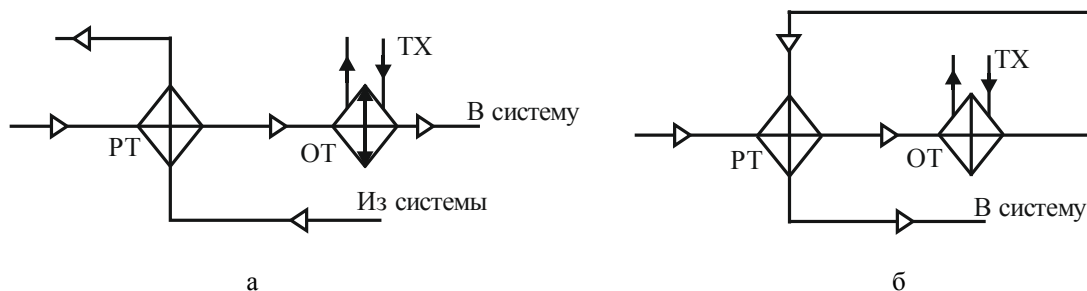 ТХ
В систему
РТ
ОТ
Из системы
а
ТХ
РТ
ОТ
В систему
б